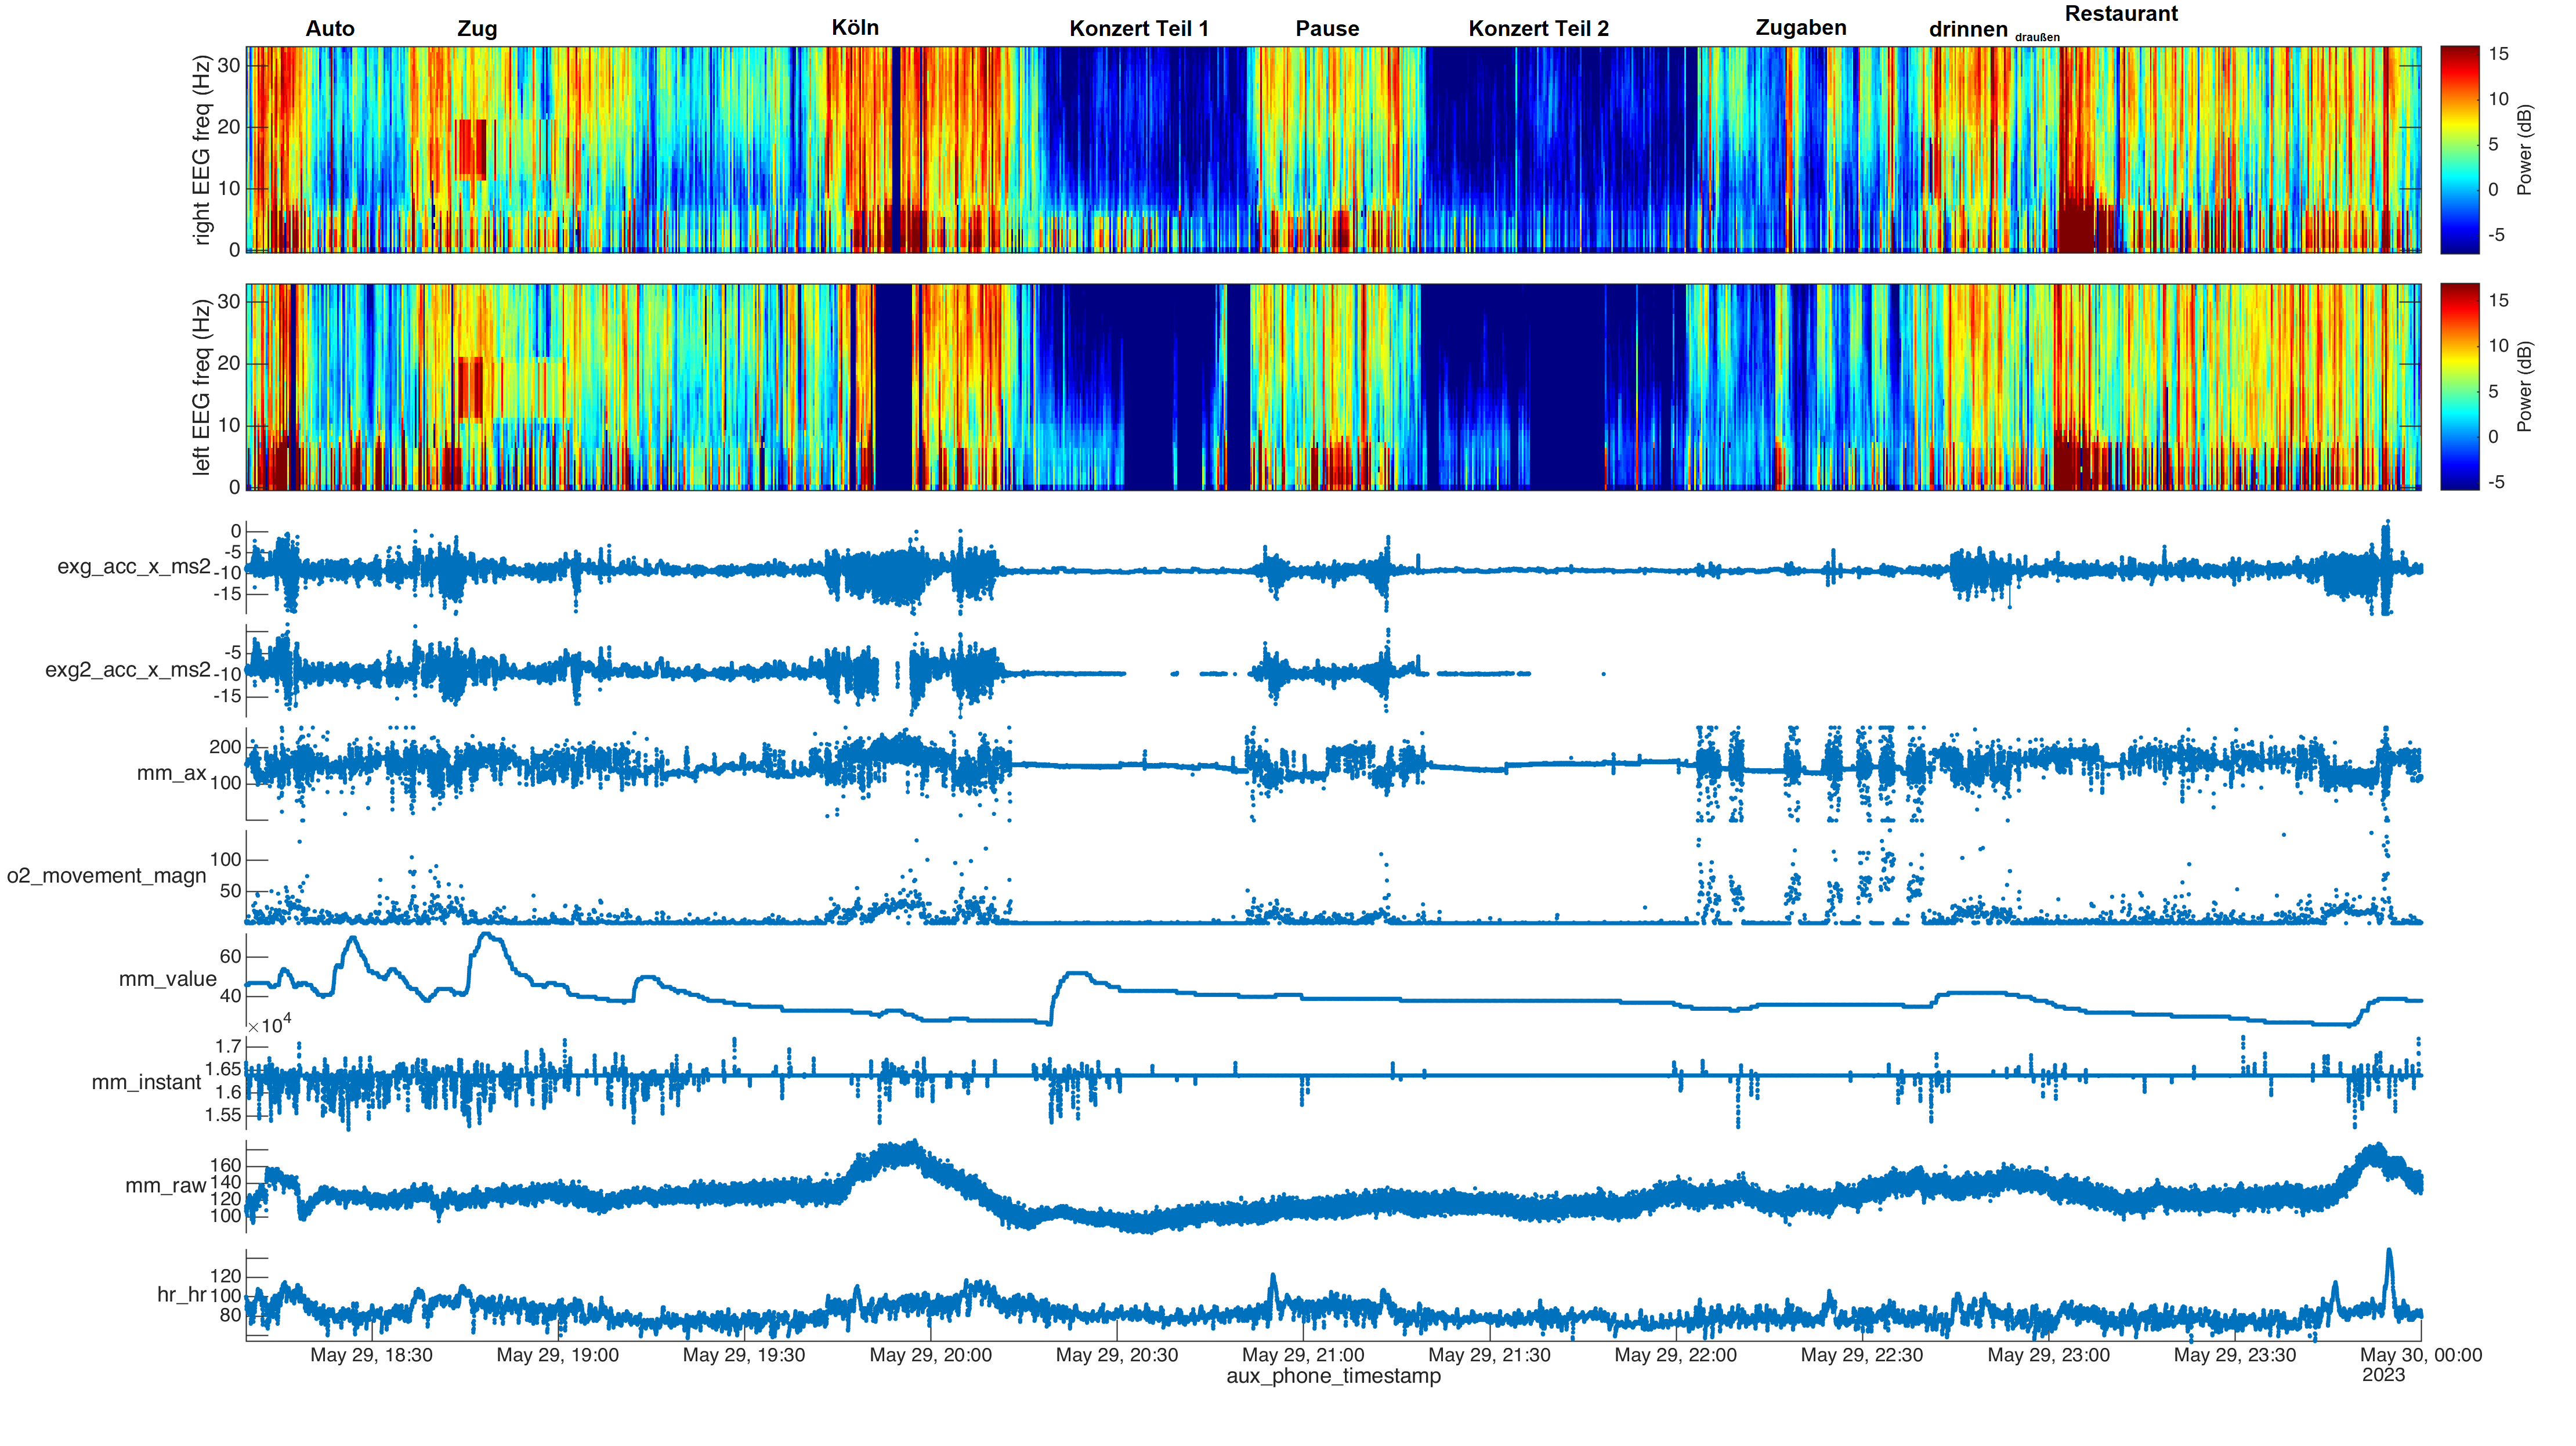 Restaurant
Auto Zug Köln Konzert Teil 1 Pause Konzert Teil 2 Zugaben drinnen draußen
right EEG freq (Hz)
30
20
10
0
15
10
5
0
-5
Power (dB)
left EEG freq (Hz)
30
20
10
0
15
10
5
0
-5
Power (dB)
exg_acc_x_ms2
0
-5
-10
-15
exg2_acc_x_ms2
-5
-10
-15
mm_ax
200
100
o2_movement_magn
100
50
mm_value
60
40
×10⁴
mm_instant
1.7
1.65
1.6
1.55
mm_raw
160
140
120
100
hr_hr
120
100
80
May 29, 18:30 May 29, 19:00 May 29, 19:30 May 29, 20:00 May 29, 20:30 May 29, 21:00 May 29, 21:30 May 29, 22:00 May 29, 22:30 May 29, 23:00 May 29, 23:30 May 30, 00:00
aux_phone_timestamp
2023